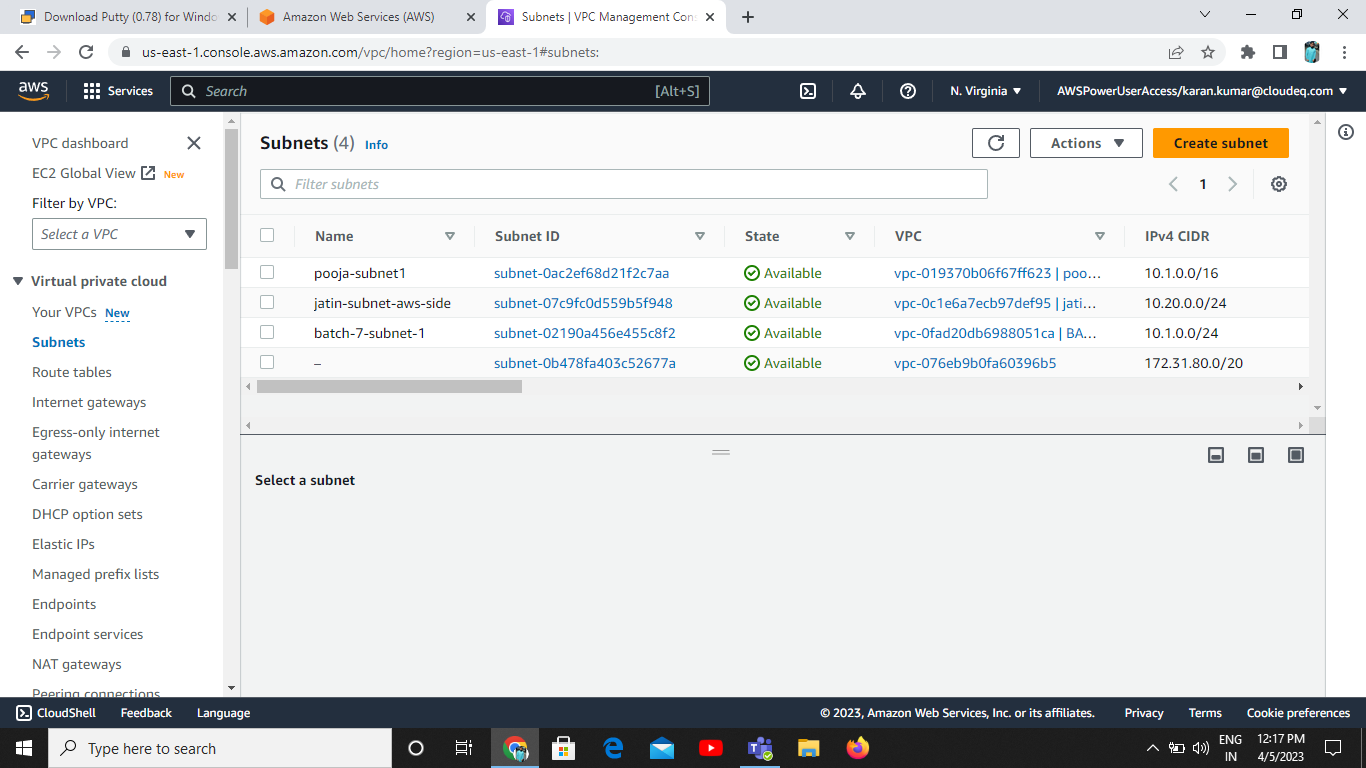 Download Putty (0.78) for Windo
Amazon Web Services (AWS)
Subnets | VPC Management Cons
us-east-1.console.aws.amazon.com/vpc/home?region=us-east-1#subnets:
aws
Services
Search
[Alt+S]
N. Virginia
AWSPowerUserAccess/karan.kumar@cloudeq.com
VPC dashboard
EC2 Global View New
Filter by VPC:
Select a VPC
Virtual private cloud
Your VPCs New
Subnets
Route tables
Internet gateways
Egress-only internet
gateways
Carrier gateways
DHCP option sets
Elastic IPs
Managed prefix lists
Endpoints
Endpoint services
NAT gateways
Peering connections
Subnets (4) Info
Actions
Create subnet
Filter subnets
1
Name Subnet ID State VPC IPv4 CIDR
pooja-subnet1 subnet-0ac2ef68d21f2c7aa Available vpc-019370b06f67ff623 | poo… 10.1.0.0/16
jatin-subnet-aws-side subnet-07c9fc0d559b5f948 Available vpc-0c1e6a7ecb97def95 | jati… 10.20.0.0/24
batch-7-subnet-1 subnet-02190a456e455c8f2 Available vpc-0fad20db6988051ca | BA… 10.1.0.0/24
– subnet-0b478fa403c52677a Available vpc-076eb9b0fa60396b5 172.31.80.0/20
Select a subnet
CloudShell Feedback Language
© 2023, Amazon Web Services, Inc. or its affiliates. Privacy Terms Cookie preferences
Type here to search
ENG
IN
12:17 PM
4/5/2023